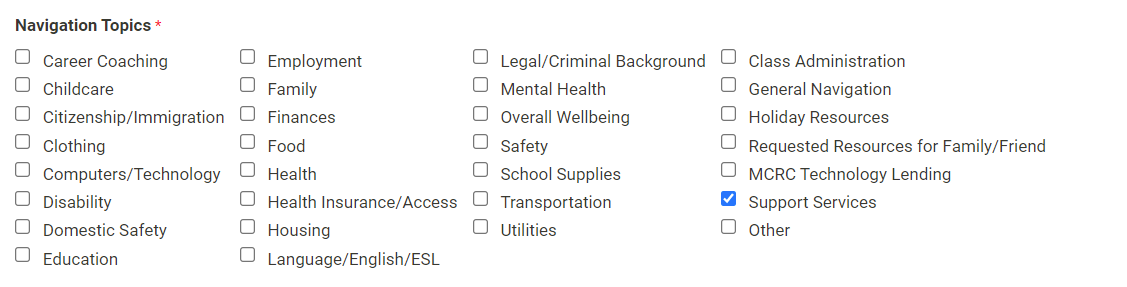 Navigation Topics *
Career Coaching
Childcare
Citizenship/Immigration
Clothing
Computers/Technology
Disability
Domestic Safety
Education
Employment
Family
Finances
Food
Health
Health Insurance/Access
Housing
Language/English/ESL
Legal/Criminal Background
Mental Health
Overall Wellbeing
Safety
School Supplies
Transportation
Utilities
Class Administration
General Navigation
Holiday Resources
Requested Resources for Family/Friend
MCRC Technology Lending
Support Services
Other